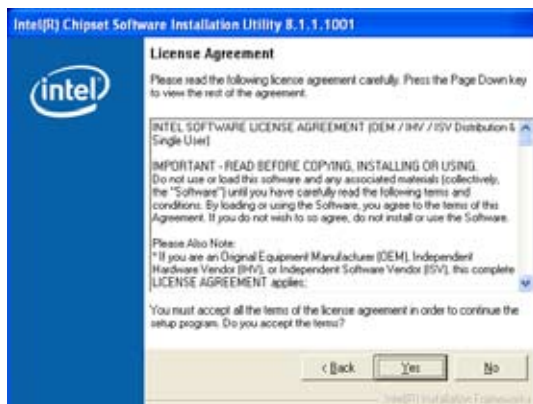 Intel(R) Chipset Software Installation Utility 8.1.1.1001
intel
License Agreement
Please read the following license agreement carefully. Press the Page Down key
to view the rest of the agreement.
INTEL SOFTWARE LICENSE AGREEMENT (OEM / IHV / ISV Distribution &
Single User)
IMPORTANT - READ BEFORE COPYING, INSTALLING OR USING.
Do not use or load this software and any associated materials (collectively,
the "Software") until you have carefully read the following terms and
conditions. By loading or using the Software, you agree to the terms of this
Agreement. If you do not wish to so agree, do not install or use the Software.
Please Also Note:
* If you are an Original Equipment Manufacturer (OEM), Independent
Hardware Vendor (IHV), or Independent Software Vendor (ISV), this complete
LICENSE AGREEMENT applies;
You must accept all the terms of the license agreement in order to continue the
setup program. Do you accept the terms?
< Back
Yes
No
Intel(R) Installation Framework